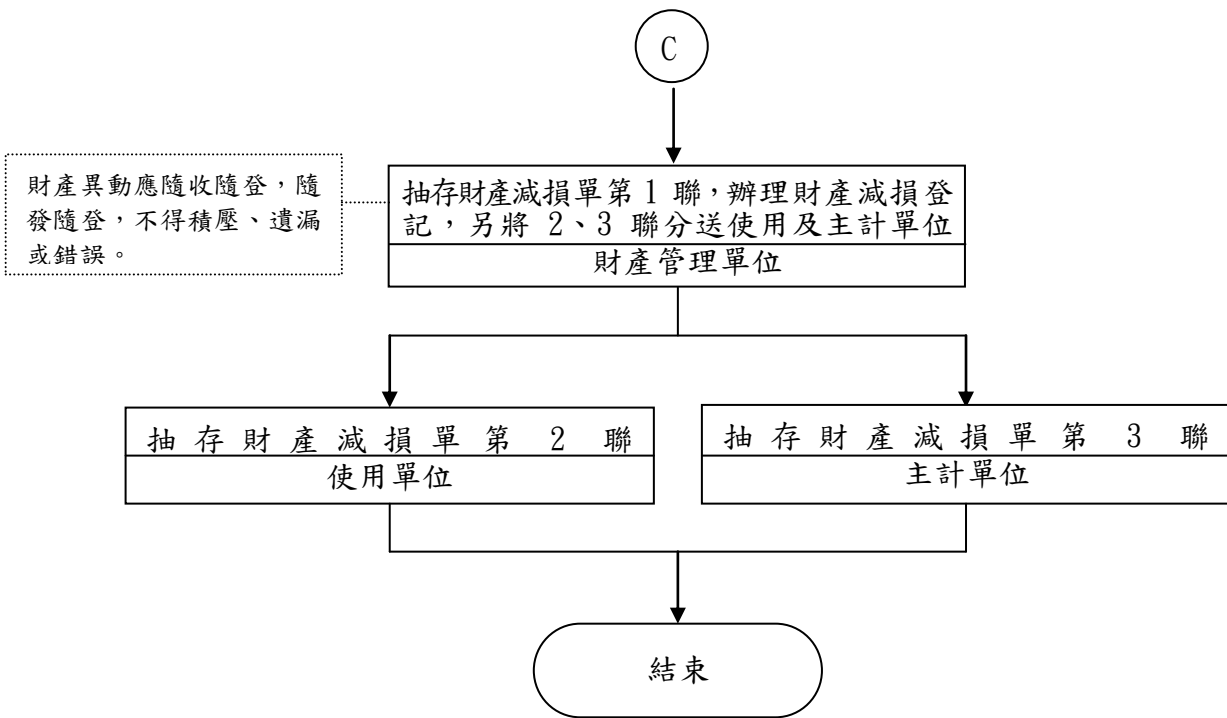 C
財產異動應隨收隨登，隨
發隨登，不得積壓、遺漏
或錯誤。
抽存財產減損單第 1 聯，辦理財產減損登
記，另將 2、3 聯分送使用及主計單位
財產管理單位
抽存財產減損單第 2 聯
使用單位
抽存財產減損單第 3 聯
主計單位
結束